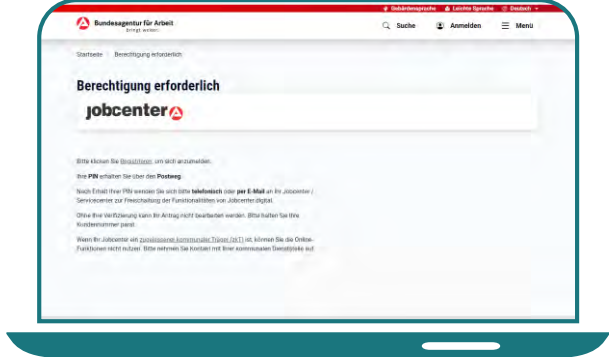 Gebärdensprache Leichte Sprache Deutsch
Bundesagentur für Arbeit
bringt weiter.
Suche Anmelden Menü
Startseite Berechtigung erforderlich
Berechtigung erforderlich
jobcenter
Bitte klicken Sie Registrieren, um sich anzumelden.
Ihre PIN erhalten Sie über den Postweg.
Nach Erhalt Ihrer PIN wenden Sie sich bitte telefonisch oder per E-Mail an Ihr Jobcenter /
Servicecenter zur Freischaltung der Funktionalitäten von Jobcenter.digital.
Ohne Ihre Verifizierung kann Ihr Antrag nicht bearbeitet werden. Bitte halten Sie Ihre
Kundennummer parat.
Wenn Ihr Jobcenter ein zugelassener kommunaler Träger (zkT) ist, können Sie die Online-
Funktionen nicht nutzen. Bitte nehmen Sie Kontakt mit Ihrer kommunalen Dienststelle auf.